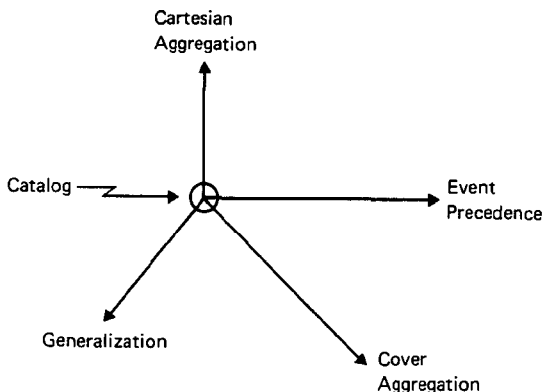 Cartesian
Aggregation
Catalog
Event
Precedence
Generalization
Cover
Aggregation